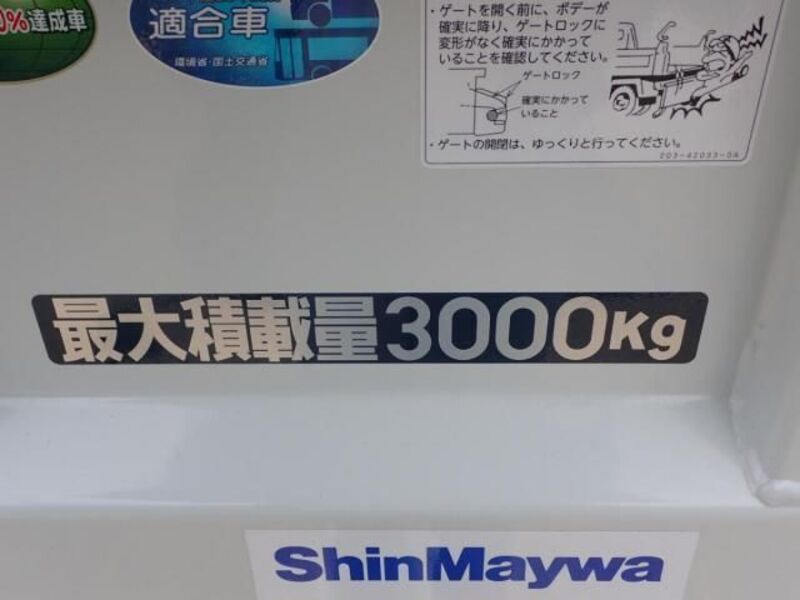 0%達成車
適合車
環境省・国土交通省
・ゲートを開く前に、ボデーが
確実に降り、ゲートロックに
変形がなく確実にかかって
いることを確認してください。
ゲートロック
確実にかかって
いること
・ゲートの開閉は、ゆっくりと行ってください。
203-42033-0A
最大積載量3000Kg
ShinMaywa